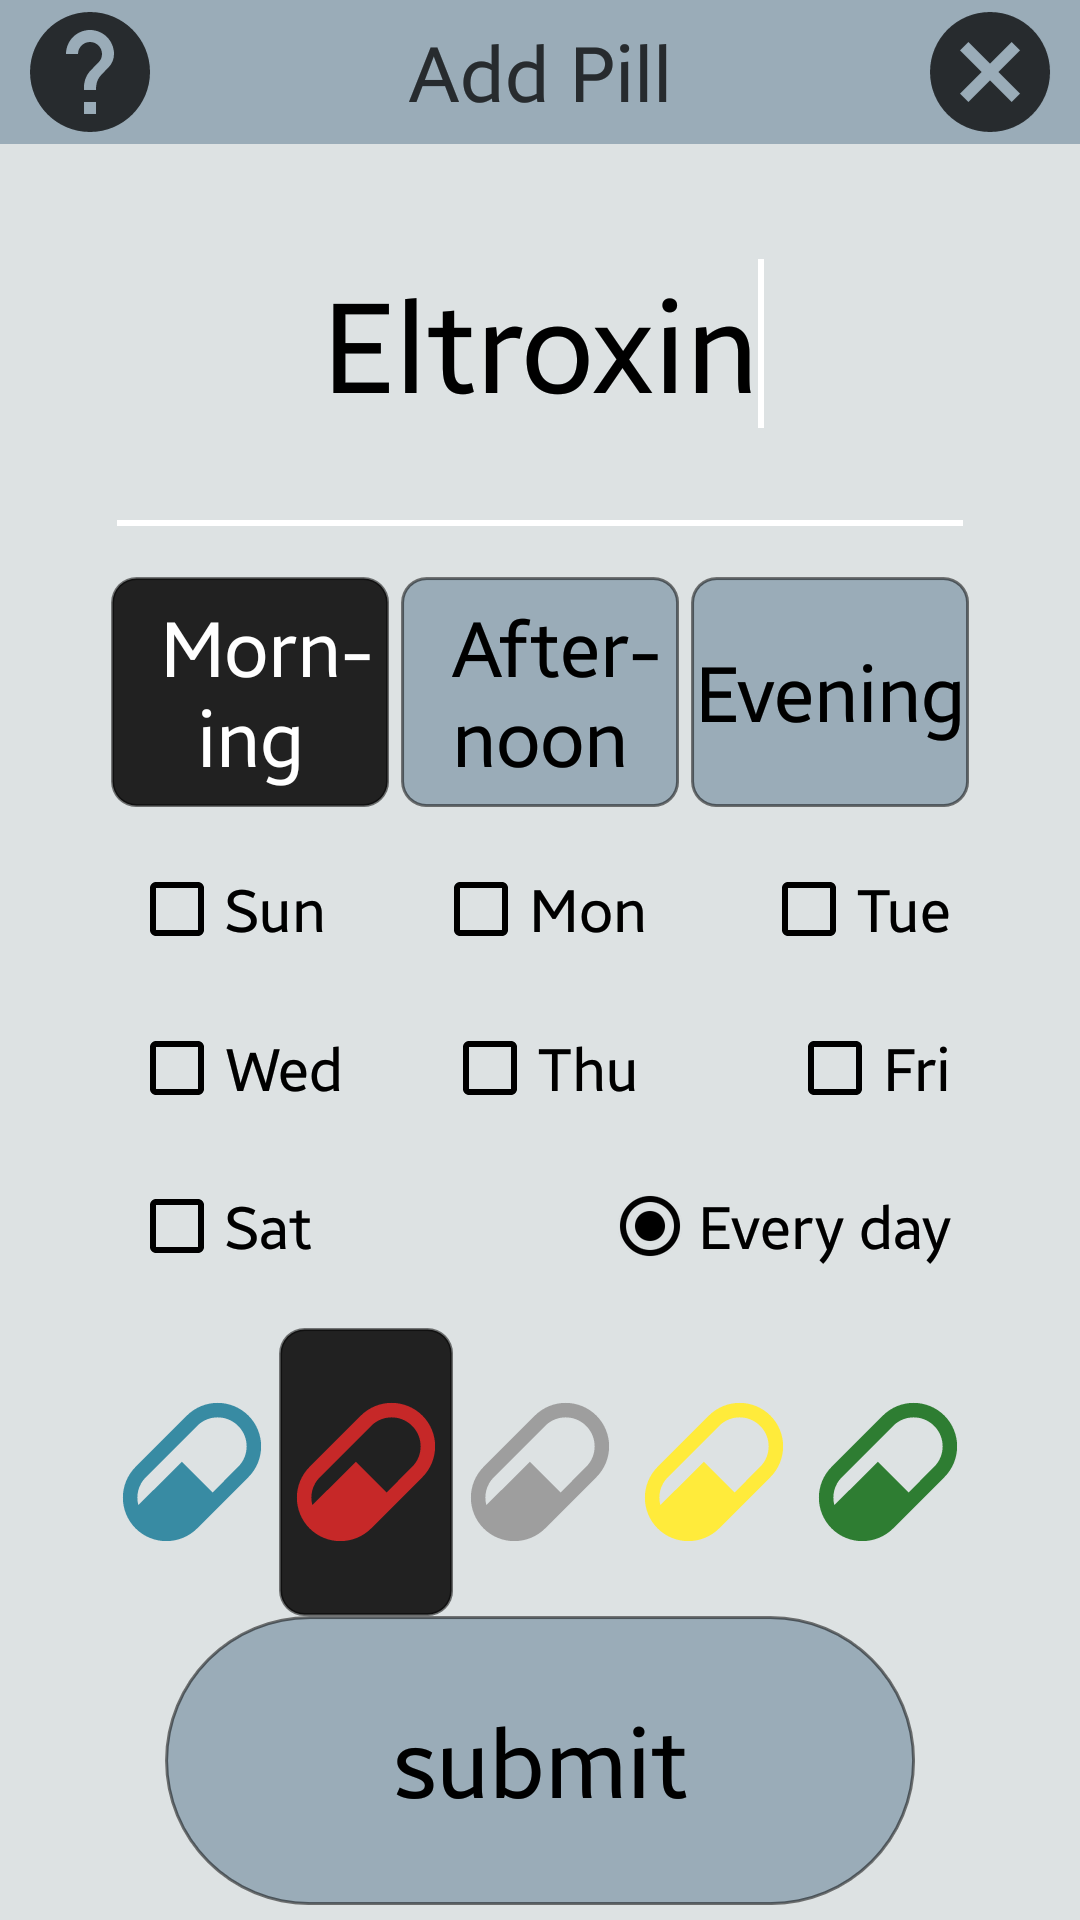 Add Pill
Eltroxin
Morn-
ing
After-
noon
Evening
Sun
Mon
Tue
Wed
Thu
Fri
Sat
Every day
submit